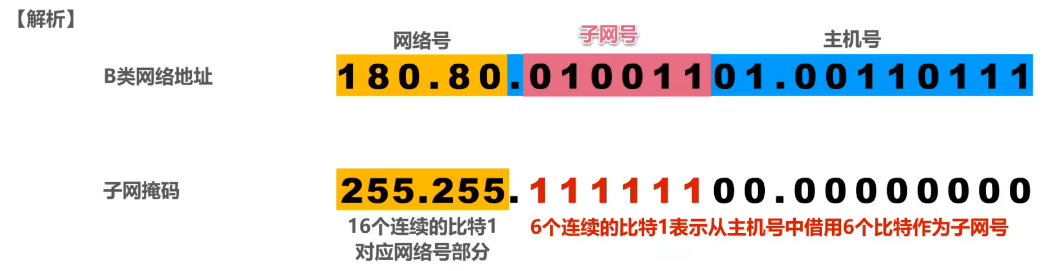 【解析】
网络号 子网号 主机号
B类网络地址 180.80.01001101.00110111
子网掩码 255.255.11111100.00000000
16个连续的比特1 6个连续的比特1表示从主机号中借用6个比特作为子网号
对应网络号部分